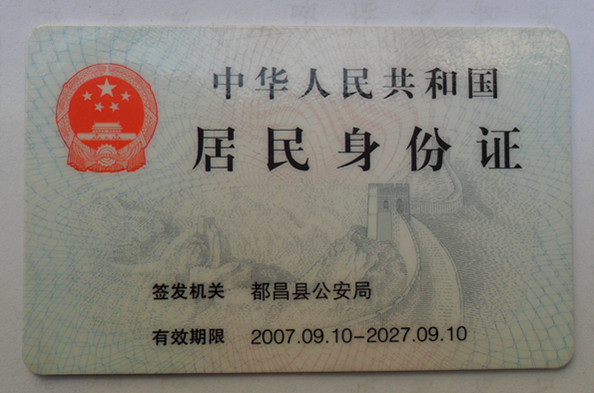 中华人民共和国
居民身份证
签发机关 都昌县公安局
有效期限 2007.09.10-2027.09.10